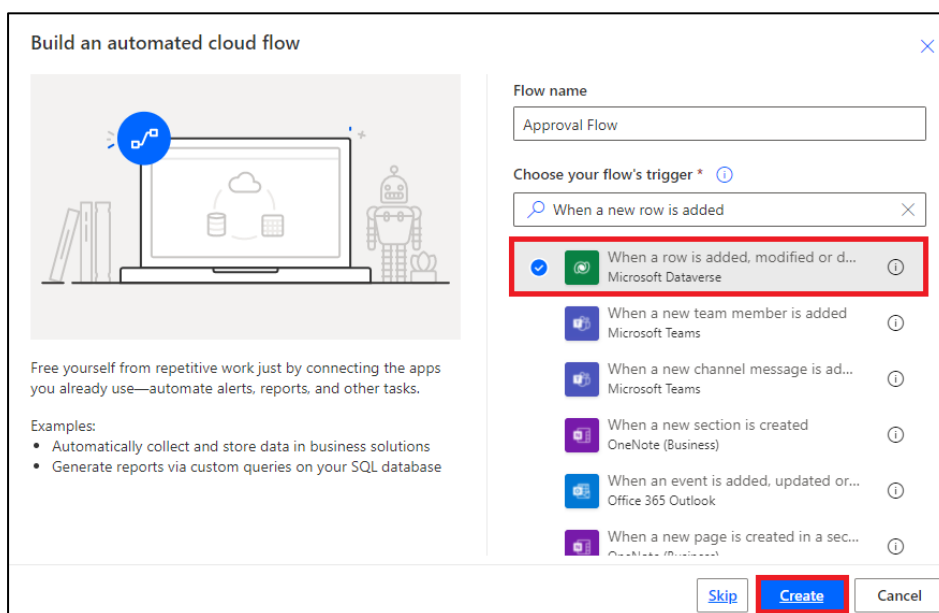 Build an automated cloud flow
Free yourself from repetitive work just by connecting the apps
you already use—automate alerts, reports, and other tasks.
Examples:
• Automatically collect and store data in business solutions
• Generate reports via custom queries on your SQL database
Flow name
Approval Flow
Choose your flow's trigger *
When a new row is added
When a row is added, modified or d...
Microsoft Dataverse
When a new team member is added
Microsoft Teams
When a new channel message is ad...
Microsoft Teams
When a new section is created
OneNote (Business)
When an event is added, updated or...
Office 365 Outlook
When a new page is created in a sec...
OneNote (Business)
Skip
Create
Cancel